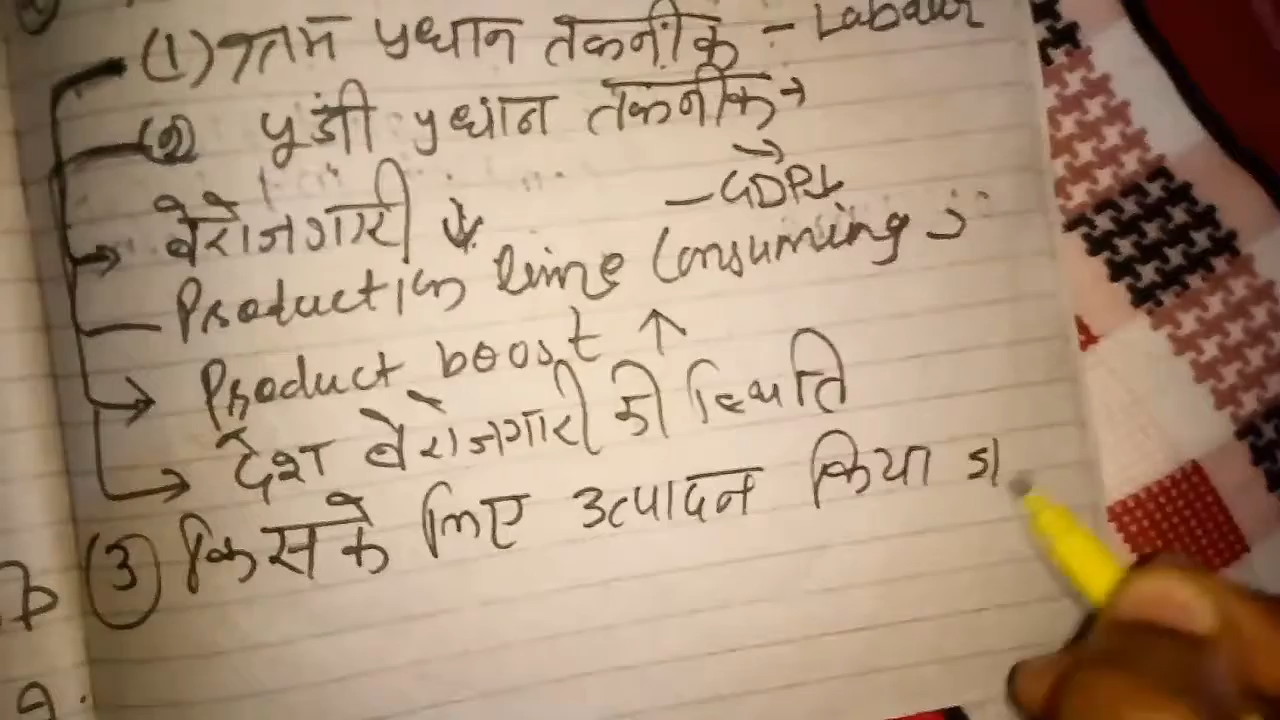 (1) श्रम प्रधान तकनीक - Labour
(2) पूंजी प्रधान तकनीक →
बेरोजगारी ↓ - GDP↓
Production time Consuming
Product boost ↑
देश बेरोजगारी की स्थिति
(3) किसके लिए उत्पादन किया जा